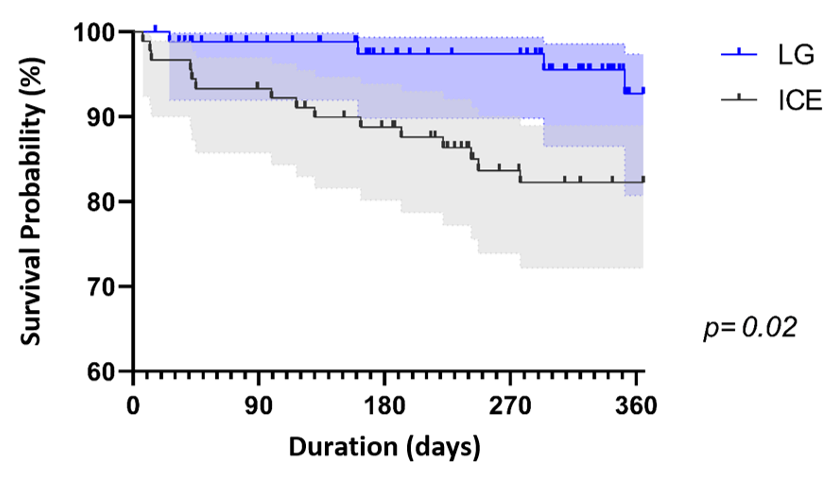 100
90
80
70
60
Survival Probability (%)
0 90 180 270 360
Duration (days)
LG
ICE
p= 0.02